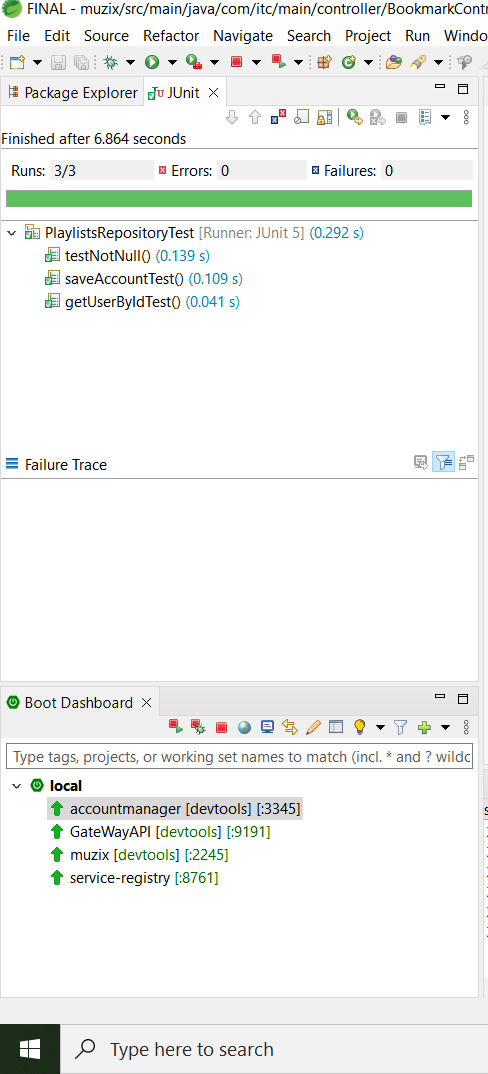 FINAL - muzix/src/main/java/com/itc/main/controller/BookmarkContr
File Edit Source Refactor Navigate Search Project Run Windo
Package Explorer JUnit
Finished after 6.864 seconds
Runs: 3/3 Errors: 0 Failures: 0
PlaylistsRepositoryTest [Runner: JUnit 5] (0.292 s)
testNotNull() (0.139 s)
saveAccountTest() (0.109 s)
getUserByIdTest() (0.041 s)
Failure Trace
Boot Dashboard
Type tags, projects, or working set names to match (incl. * and ? wildc
local
accountmanager [devtools] [:3345]
GateWayAPI [devtools] [:9191]
muzix [devtools] [:2245]
service-registry [:8761]
Type here to search